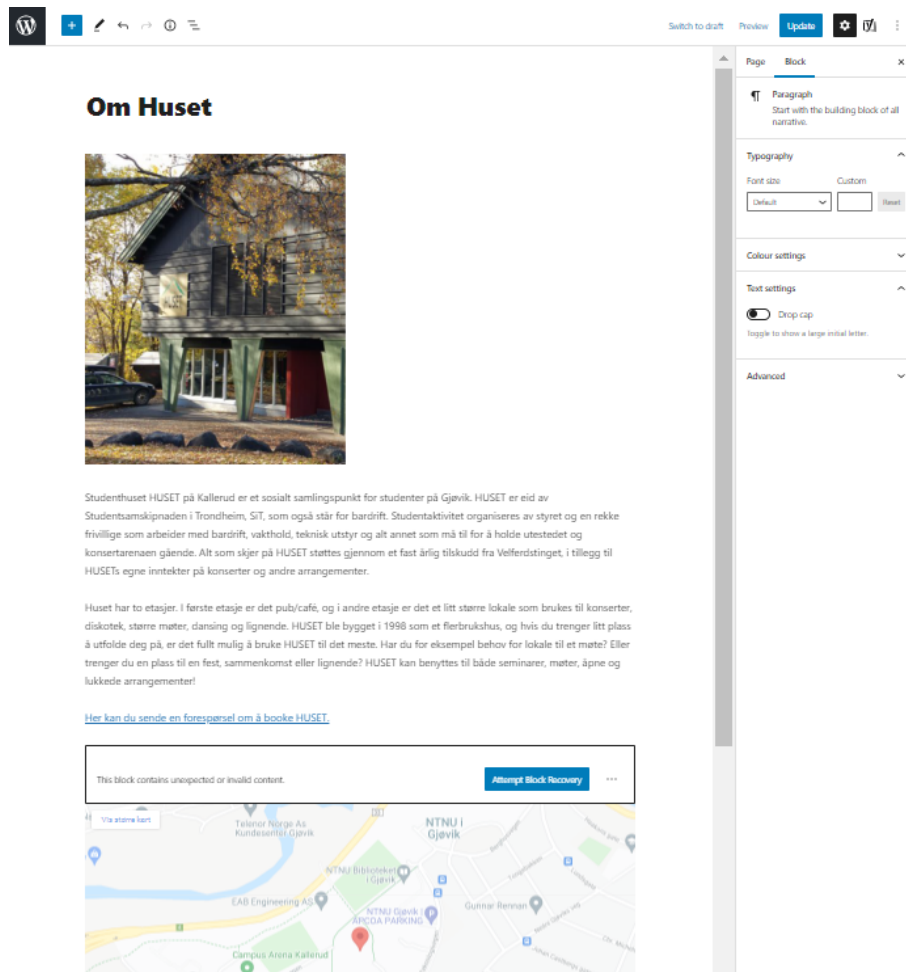 Switch to draft
Preview
Update
Om Huset
HUSET
Studenthuset HUSET på Kallerud er et sosialt samlingspunkt for studenter på Gjøvik. HUSET er eid av
Studentsamskipnaden i Trondheim, SiT, som også står for bardrift. Studentaktivitet organiseres av styret og en rekke
frivillige som arbeider med bardrift, vakthold, teknisk utstyr og alt annet som må til for å holde utestedet og
konsertarenaen gående. Alt som skjer på HUSET støttes gjennom et fast årlig tilskudd fra Velferdstinget, i tillegg til
HUSETs egne inntekter på konserter og andre arrangementer.
Huset har to etasjer. I første etasje er det pub/café, og i andre etasje er det et litt større lokale som brukes til konserter,
diskotek, større møter, dansing og lignende. HUSET ble bygget i 1998 som et flerbrukshus, og hvis du trenger litt plass
å utfolde deg på, er det fullt mulig å bruke HUSET til det meste. Har du for eksempel behov for lokale til et møte? Eller
trenger du en plass til en fest, sammenkomst eller lignende? HUSET kan benyttes til både seminarer, møter, åpne og
lukkede arrangementer!
Her kan du sende en forespørsel om å booke HUSET.
This block contains unexpected or invalid content.
Attempt Block Recovery
Vis større kart
Telenor Norge As
Kundesenter Gjøvik
NTNU i
Gjøvik
NTNU Biblioteket
i Gjøvik
EAB Engineering AS
NTNU Gjøvik |
APCOA PARKING
Gunnar Rennan
Campus Arena Kallerud
Page
Block
Paragraph
Start with the building block of all
narrative.
Typography
Font size
Custom
Default
Reset
Colour settings
Text settings
Drop cap
Toggle to show a large initial letter.
Advanced